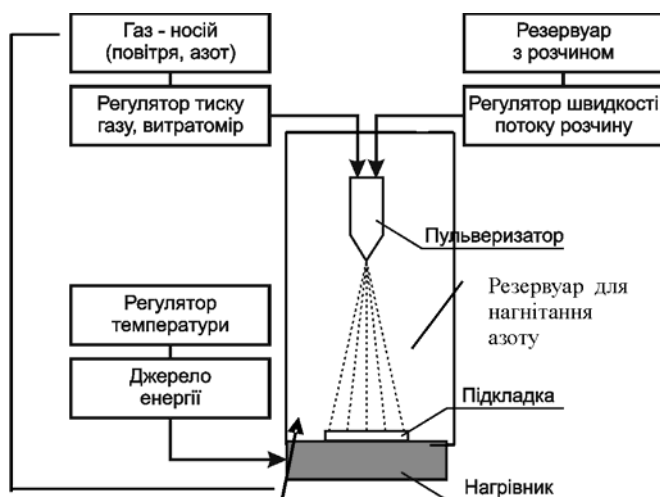 Газ - носій
(повітря, азот)
Регулятор тиску
газу, витратомір
Резервуар
з розчином
Регулятор швидкості
потоку розчину
Пульверизатор
Резервуар для
нагнітання
азоту
Регулятор
температури
Джерело
енергії
Підкладка
Нагрівник